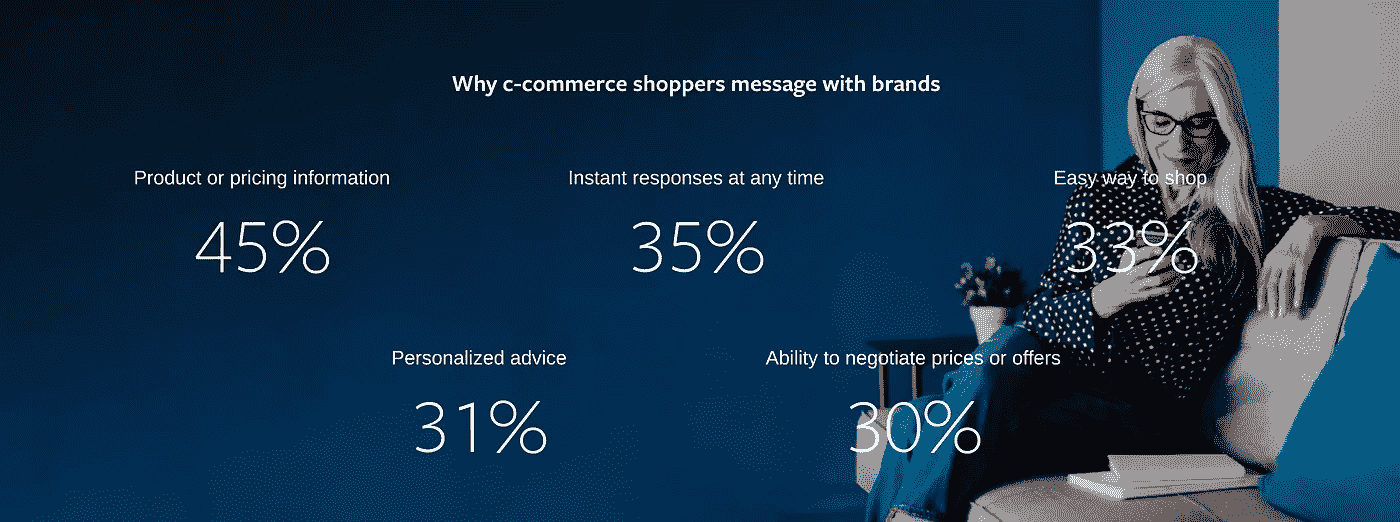 Why c-commerce shoppers message with brands
Product or pricing information
Instant responses at any time
Easy way to shop
45%
35%
33%
Personalized advice
Ability to negotiate prices or offers
31%
30%